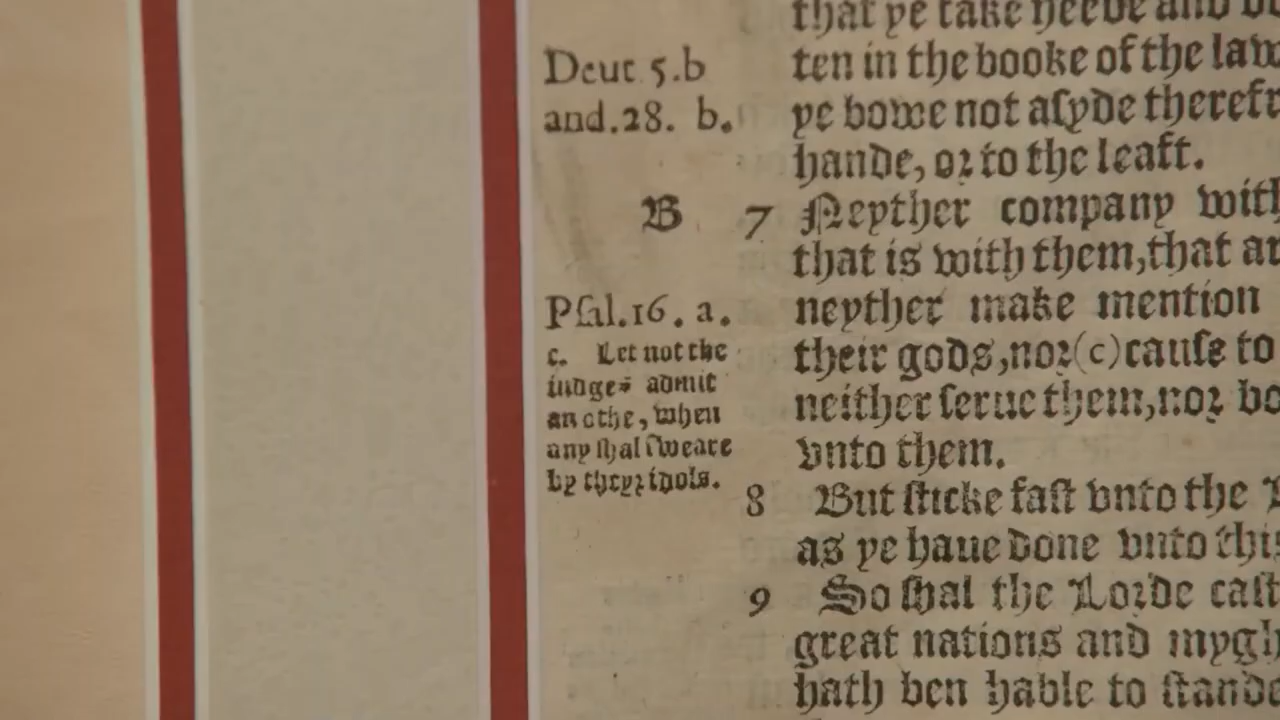 that ye take heede and
Deut 5.b
and.28. b.
ten in the booke of the law
ye bowe not aſyde therefr
hande, or to the leaft.
B 7 Neyther company with
that is with them,that ar
Pſal.16. a.
neyther make mention
c. Let not the
iudges admit
an othe, when
any ſhal ſweare
by theyr idols.
their gods,nor(c)cauſe to
neither ſerue them,nor bo
vnto them.
8 But ſticke faſt vnto the L
as ye haue done vnto this
9 So ſhal the Lorde caſt
great nations and mygh
hath ben hable to ſtande